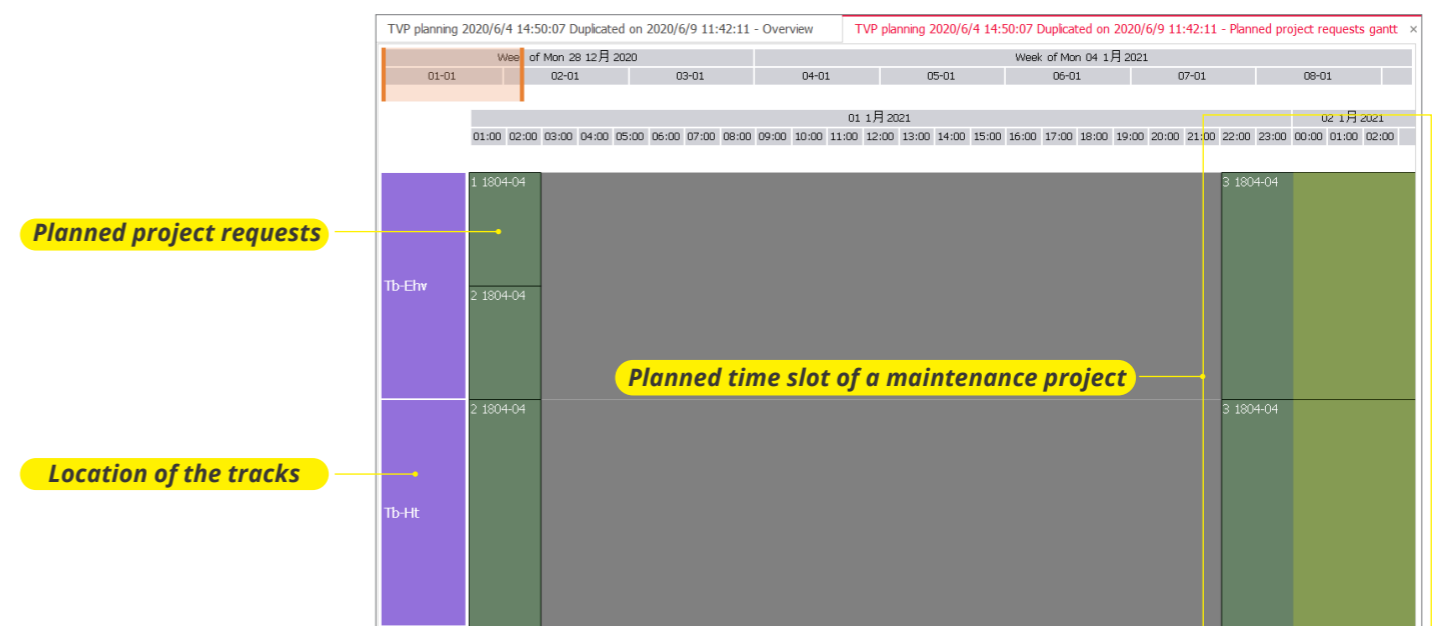 TVP planning 2020/6/4 14:50:07 Duplicated on 2020/6/9 11:42:11 - Overview TVP planning 2020/6/4 14:50:07 Duplicated on 2020/6/9 11:42:11 - Planned project requests gantt ×
Week of Mon 28 12月 2020 Week of Mon 04 1月 2021
01-01 02-01 03-01 04-01 05-01 06-01 07-01 08-01
01 1月 2021 02 1月 2021
01:00 02:00 03:00 04:00 05:00 06:00 07:00 08:00 09:00 10:00 11:00 12:00 13:00 14:00 15:00 16:00 17:00 18:00 19:00 20:00 21:00 22:00 23:00 00:00 01:00 02:00
1 1804-04 3 1804-04
Planned project requests
Tb-Ehv
2 1804-04
Planned time slot of a maintenance project
2 1804-04 3 1804-04
Location of the tracks
Tb-Ht